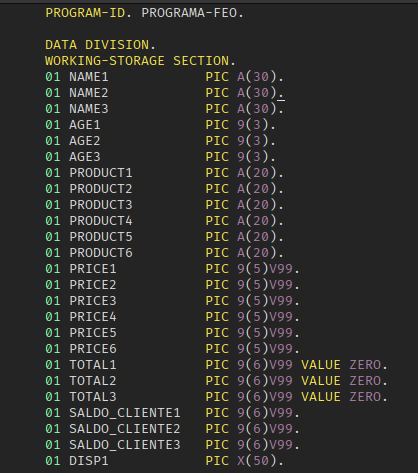 PROGRAM-ID. PROGRAMA-FEO.
DATA DIVISION.
WORKING-STORAGE SECTION.
01 NAME1 PIC A(30).
01 NAME2 PIC A(30).
01 NAME3 PIC A(30).
01 AGE1 PIC 9(3).
01 AGE2 PIC 9(3).
01 AGE3 PIC 9(3).
01 PRODUCT1 PIC A(20).
01 PRODUCT2 PIC A(20).
01 PRODUCT3 PIC A(20).
01 PRODUCT4 PIC A(20).
01 PRODUCT5 PIC A(20).
01 PRODUCT6 PIC A(20).
01 PRICE1 PIC 9(5)V99.
01 PRICE2 PIC 9(5)V99.
01 PRICE3 PIC 9(5)V99.
01 PRICE4 PIC 9(5)V99.
01 PRICE5 PIC 9(5)V99.
01 PRICE6 PIC 9(5)V99.
01 TOTAL1 PIC 9(6)V99 VALUE ZERO.
01 TOTAL2 PIC 9(6)V99 VALUE ZERO.
01 TOTAL3 PIC 9(6)V99 VALUE ZERO.
01 SALDO_CLIENTE1 PIC 9(6)V99.
01 SALDO_CLIENTE2 PIC 9(6)V99.
01 SALDO_CLIENTE3 PIC 9(6)V99.
01 DISP1 PIC X(50).